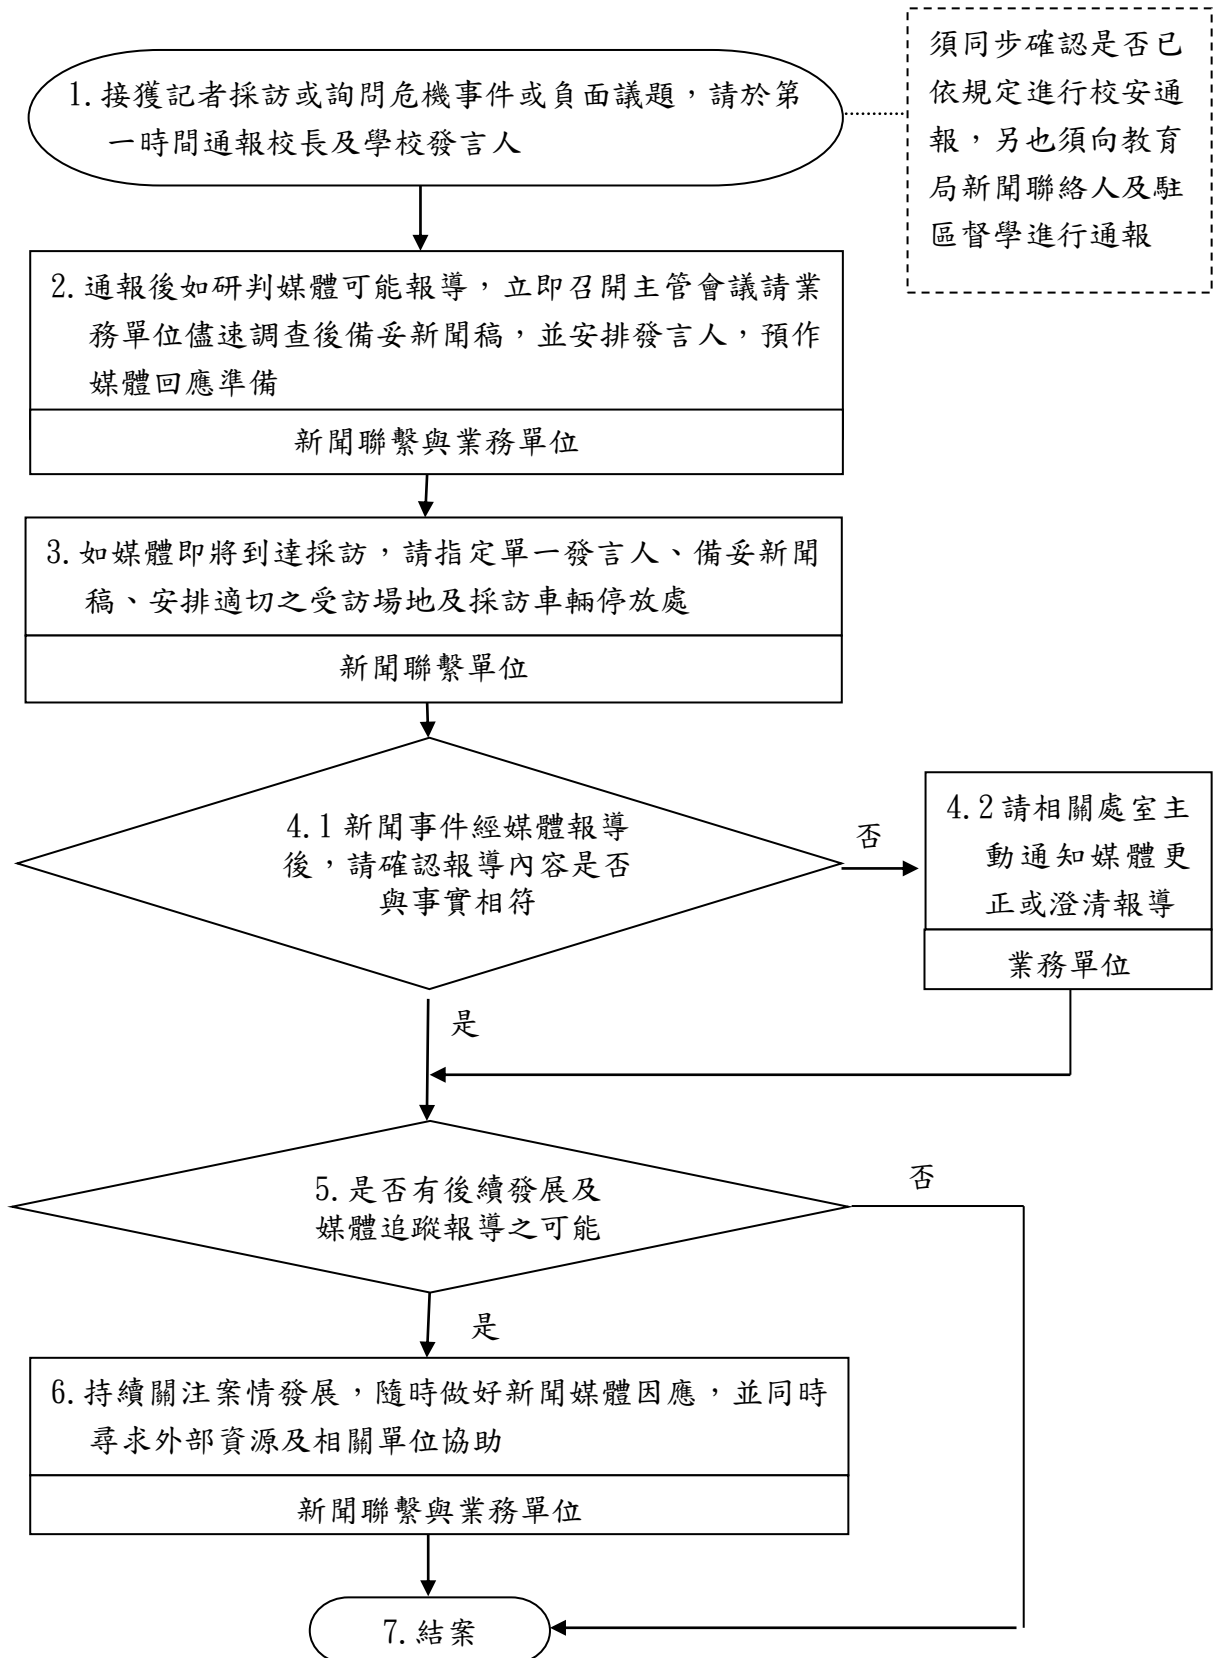 須同步確認是否已
依規定進行校安通
報，另也須向教育
局新聞聯絡人及駐
區督學進行通報
1.接獲記者採訪或詢問危機事件或負面議題，請於第
一時間通報校長及學校發言人
2.通報後如研判媒體可能報導，立即召開主管會議請業
務單位儘速調查後備妥新聞稿，並安排發言人，預作
媒體回應準備
新聞聯繫與業務單位
3.如媒體即將到達採訪，請指定單一發言人、備妥新聞
稿、安排適切之受訪場地及採訪車輛停放處
新聞聯繫單位
4.1新聞事件經媒體報導
後，請確認報導內容是否
與事實相符
否
4.2請相關處室主
動通知媒體更
正或澄清報導
業務單位
是
5.是否有後續發展及
媒體追蹤報導之可能
否
是
6.持續關注案情發展，隨時做好新聞媒體因應，並同時
尋求外部資源及相關單位協助
新聞聯繫與業務單位
7.結案